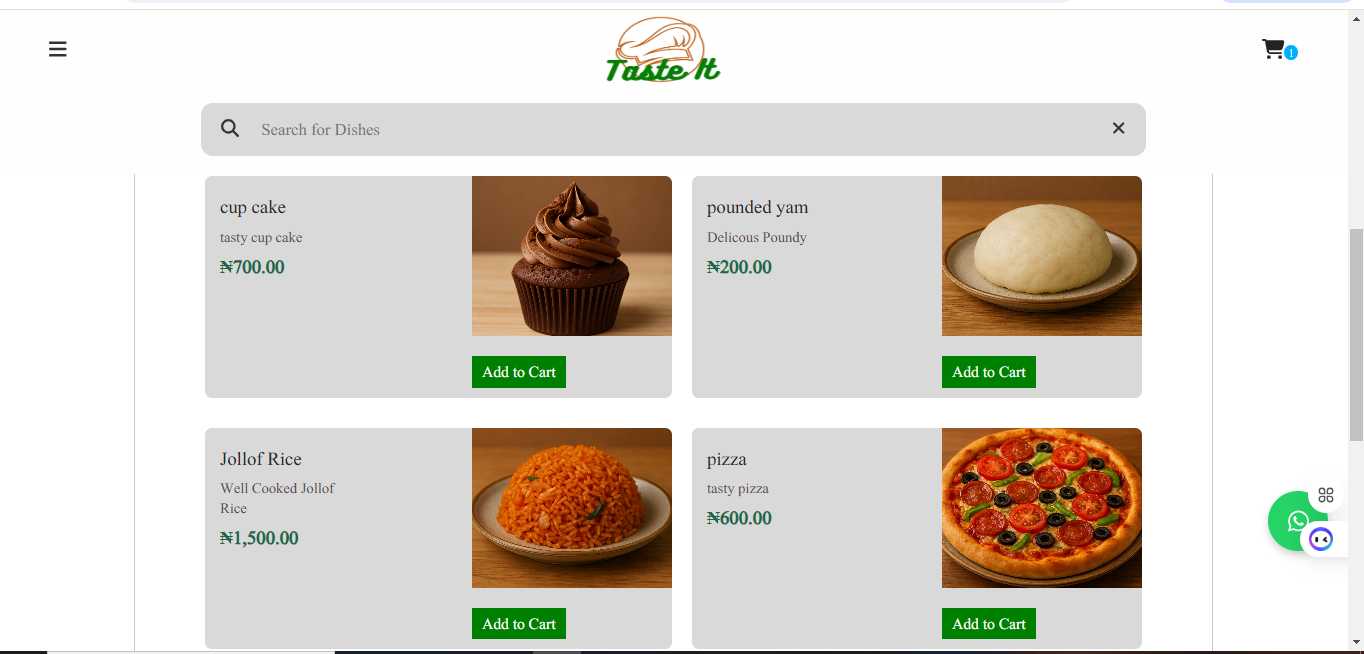 Taste It
1
Search for Dishes
cup cake
tasty cup cake
₦700.00
Add to Cart
pounded yam
Delicous Poundy
₦200.00
Add to Cart
Jollof Rice
Well Cooked Jollof
Rice
₦1,500.00
Add to Cart
pizza
tasty pizza
₦600.00
Add to Cart